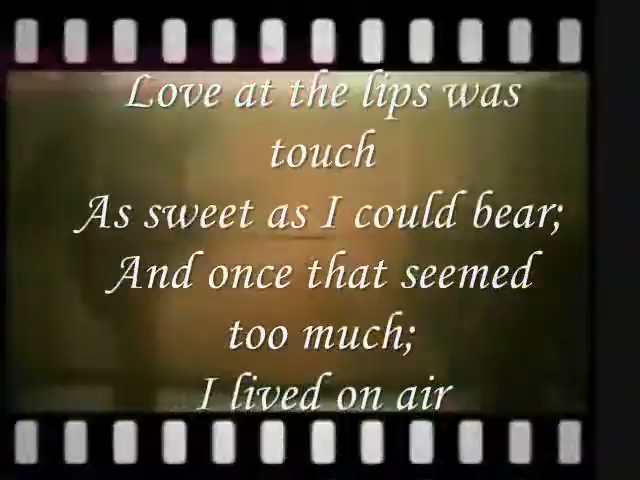 Love at the lips was
touch
As sweet as I could bear;
And once that seemed
too much;
I lived on air